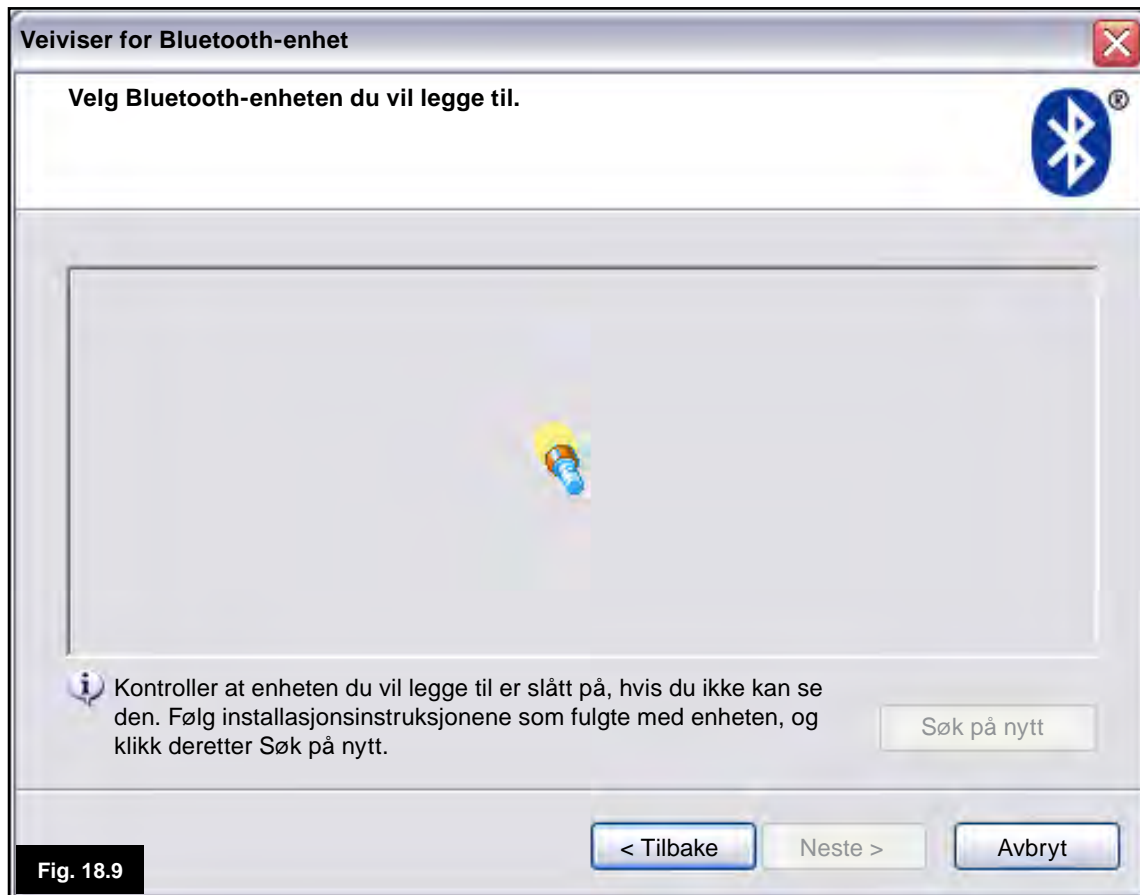 Veiviser for Bluetooth-enhet
Velg Bluetooth-enheten du vil legge til.
®
Kontroller at enheten du vil legge til er slått på, hvis du ikke kan se
den. Følg installasjonsinstruksjonene som fulgte med enheten, og
klikk deretter Søk på nytt.
Søk på nytt
< Tilbake
Neste >
Avbryt
Fig. 18.9